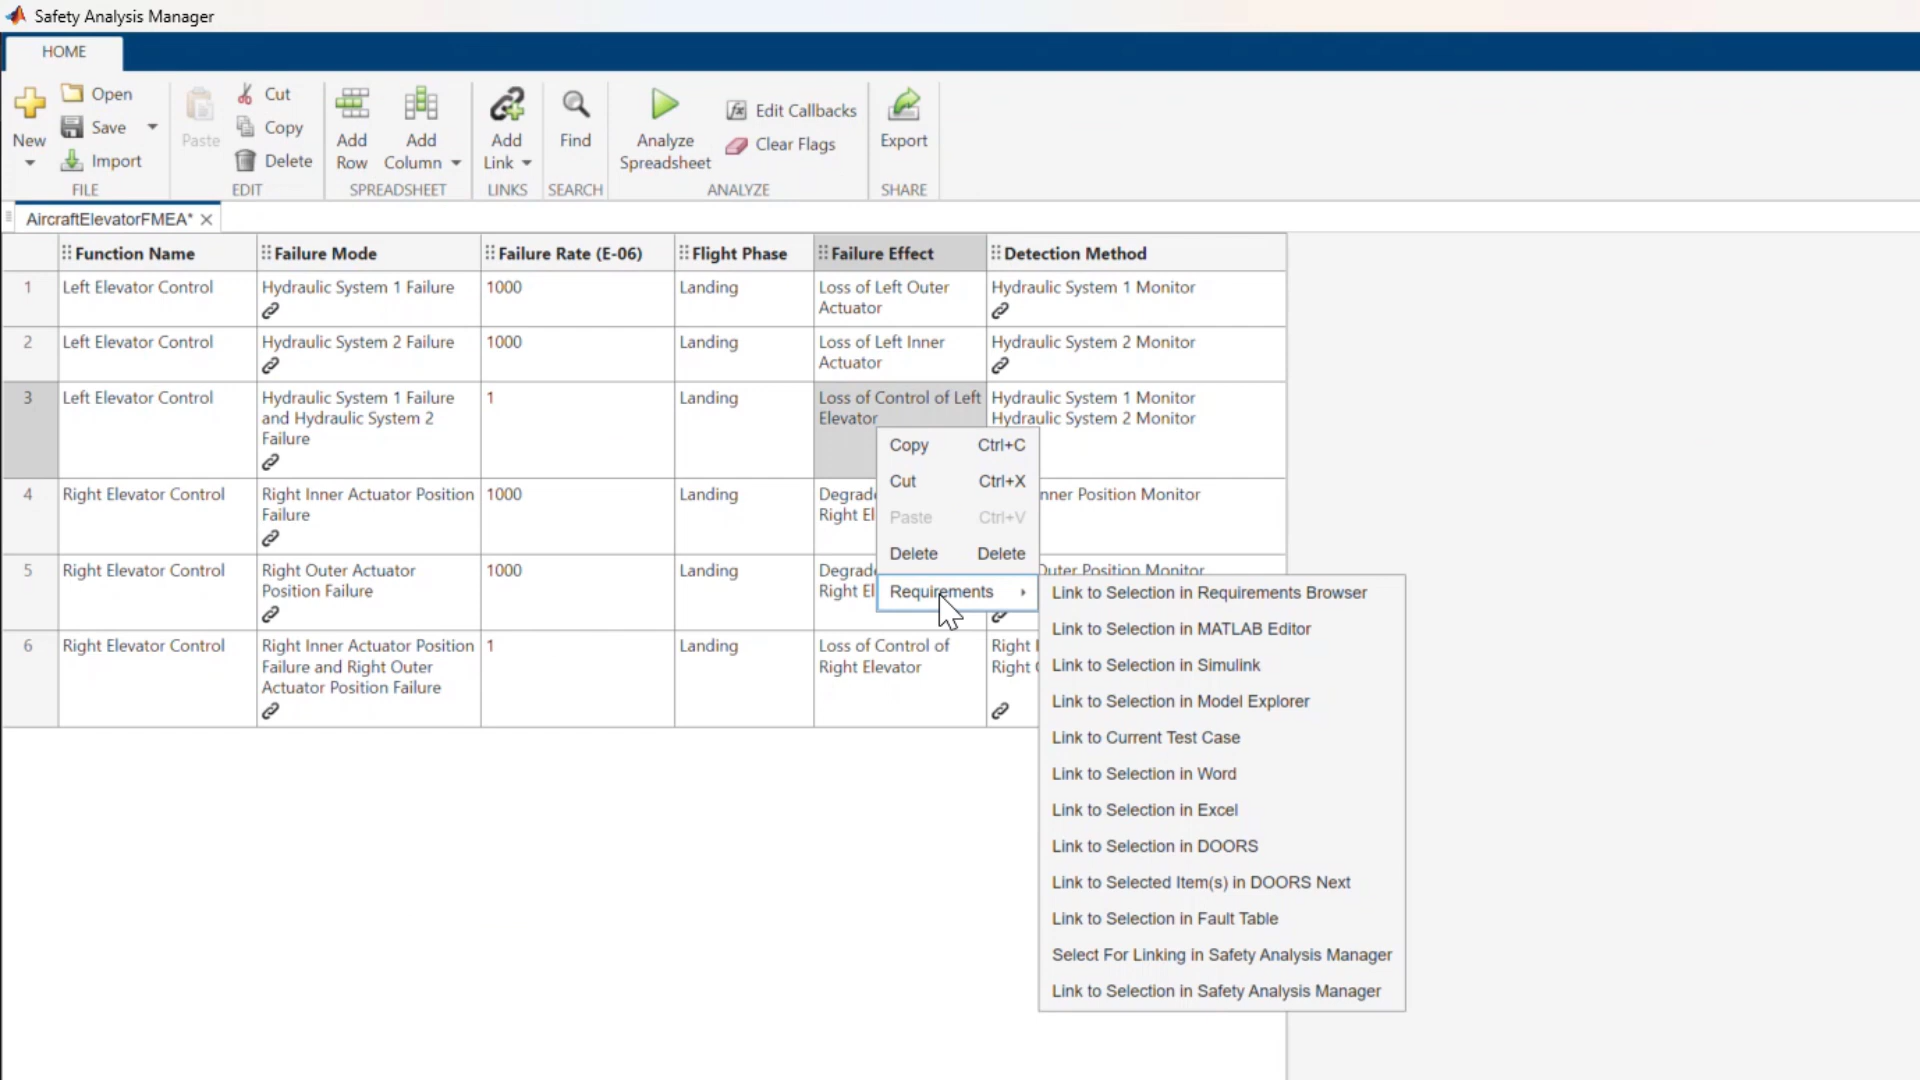 Safety Analysis Manager
HOME
New
Open
Save
Import
FILE
Paste
Cut
Copy
Delete
EDIT
Add
Row
Add
Column
SPREADSHEET
Add
Link
LINKS
Find
SEARCH
Analyze
Spreadsheet
Edit Callbacks
Clear Flags
ANALYZE
Export
SHARE
AircraftElevatorFMEA*
Function Name
Failure Mode
Failure Rate (E-06)
Flight Phase
Failure Effect
Detection Method
1
Left Elevator Control
Hydraulic System 1 Failure
1000
Landing
Loss of Left Outer
Actuator
Hydraulic System 1 Monitor
2
Left Elevator Control
Hydraulic System 2 Failure
1000
Landing
Loss of Left Inner
Actuator
Hydraulic System 2 Monitor
3
Left Elevator Control
Hydraulic System 1 Failure
and Hydraulic System 2
Failure
1
Landing
Loss of Control of Left
Elevator
Hydraulic System 1 Monitor
Hydraulic System 2 Monitor
4
Right Elevator Control
Right Inner Actuator Position
Failure
1000
Landing
Degrad
Right El
nner Position Monitor
5
Right Elevator Control
Right Outer Actuator
Position Failure
1000
Landing
Degrad
Right El
Outer Position Monitor
6
Right Elevator Control
Right Inner Actuator Position
Failure and Right Outer
Actuator Position Failure
1
Landing
Loss of Control of
Right Elevator
Right
Right
Copy Ctrl+C
Cut Ctrl+X
Paste Ctrl+V
Delete Delete
Requirements
Link to Selection in Requirements Browser
Link to Selection in MATLAB Editor
Link to Selection in Simulink
Link to Selection in Model Explorer
Link to Current Test Case
Link to Selection in Word
Link to Selection in Excel
Link to Selection in DOORS
Link to Selected Item(s) in DOORS Next
Link to Selection in Fault Table
Select For Linking in Safety Analysis Manager
Link to Selection in Safety Analysis Manager